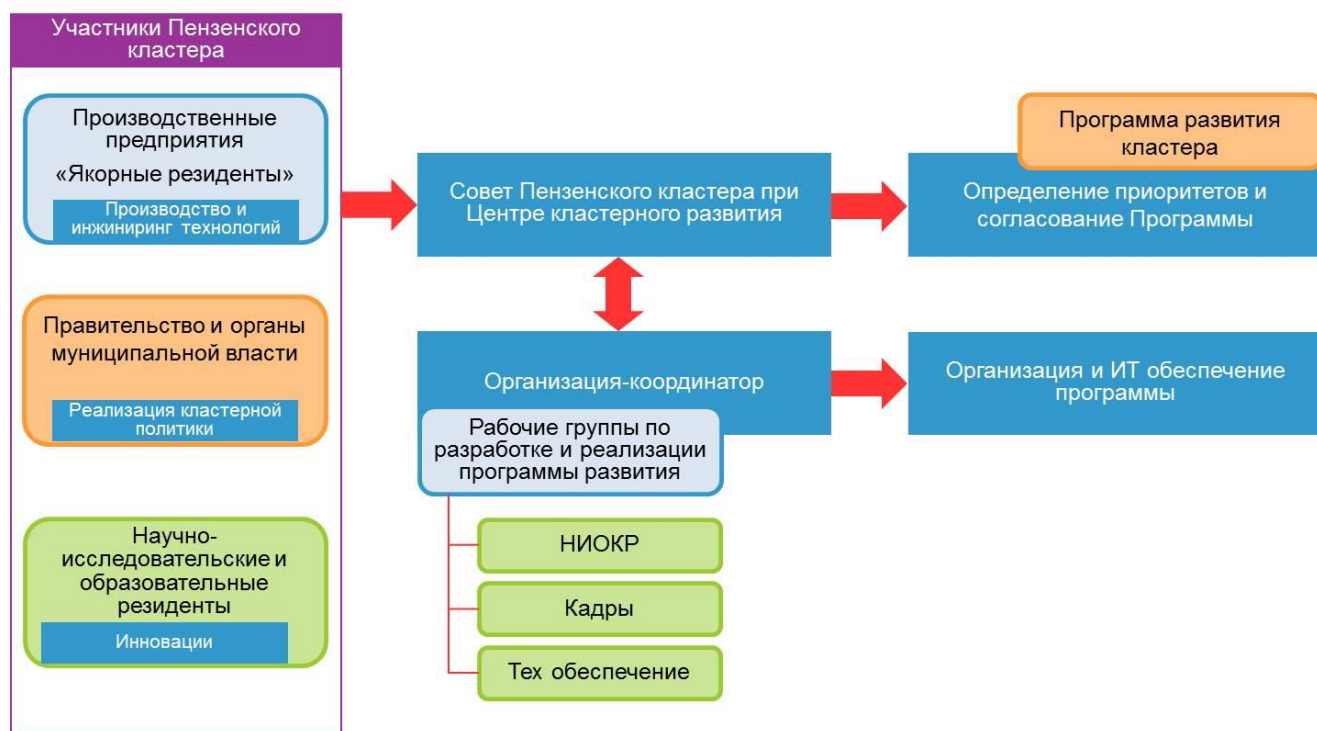 Участники Пензенского
кластера
Производственные
предприятия
«Якорные резиденты»
Производство и
инжиниринг технологий
Правительство и органы
муниципальной власти
Реализация кластерной
политики
Научно-
исследовательские и
образовательные
резиденты
Инновации
Совет Пензенского кластера при
Центре кластерного развития
Программа развития
кластера
Определение приоритетов и
согласование Программы
Организация-координатор
Рабочие группы по
разработке и реализации
программы развития
НИОКР
Кадры
Тех обеспечение
Организация и ИТ обеспечение
программы